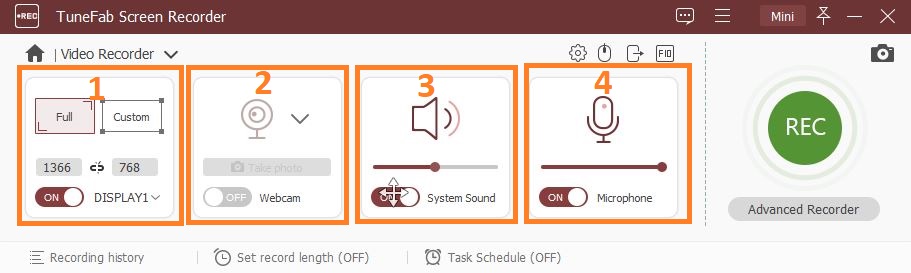 REC TuneFab Screen Recorder
Mini
| Video Recorder
F10
1
2
3
4
Full
Custom
1366
768
ON
DISPLAY1
Take photo
OFF
Webcam
System Sound
ON
Microphone
REC
Advanced Recorder
Recording history
Set record length (OFF)
Task Schedule (OFF)